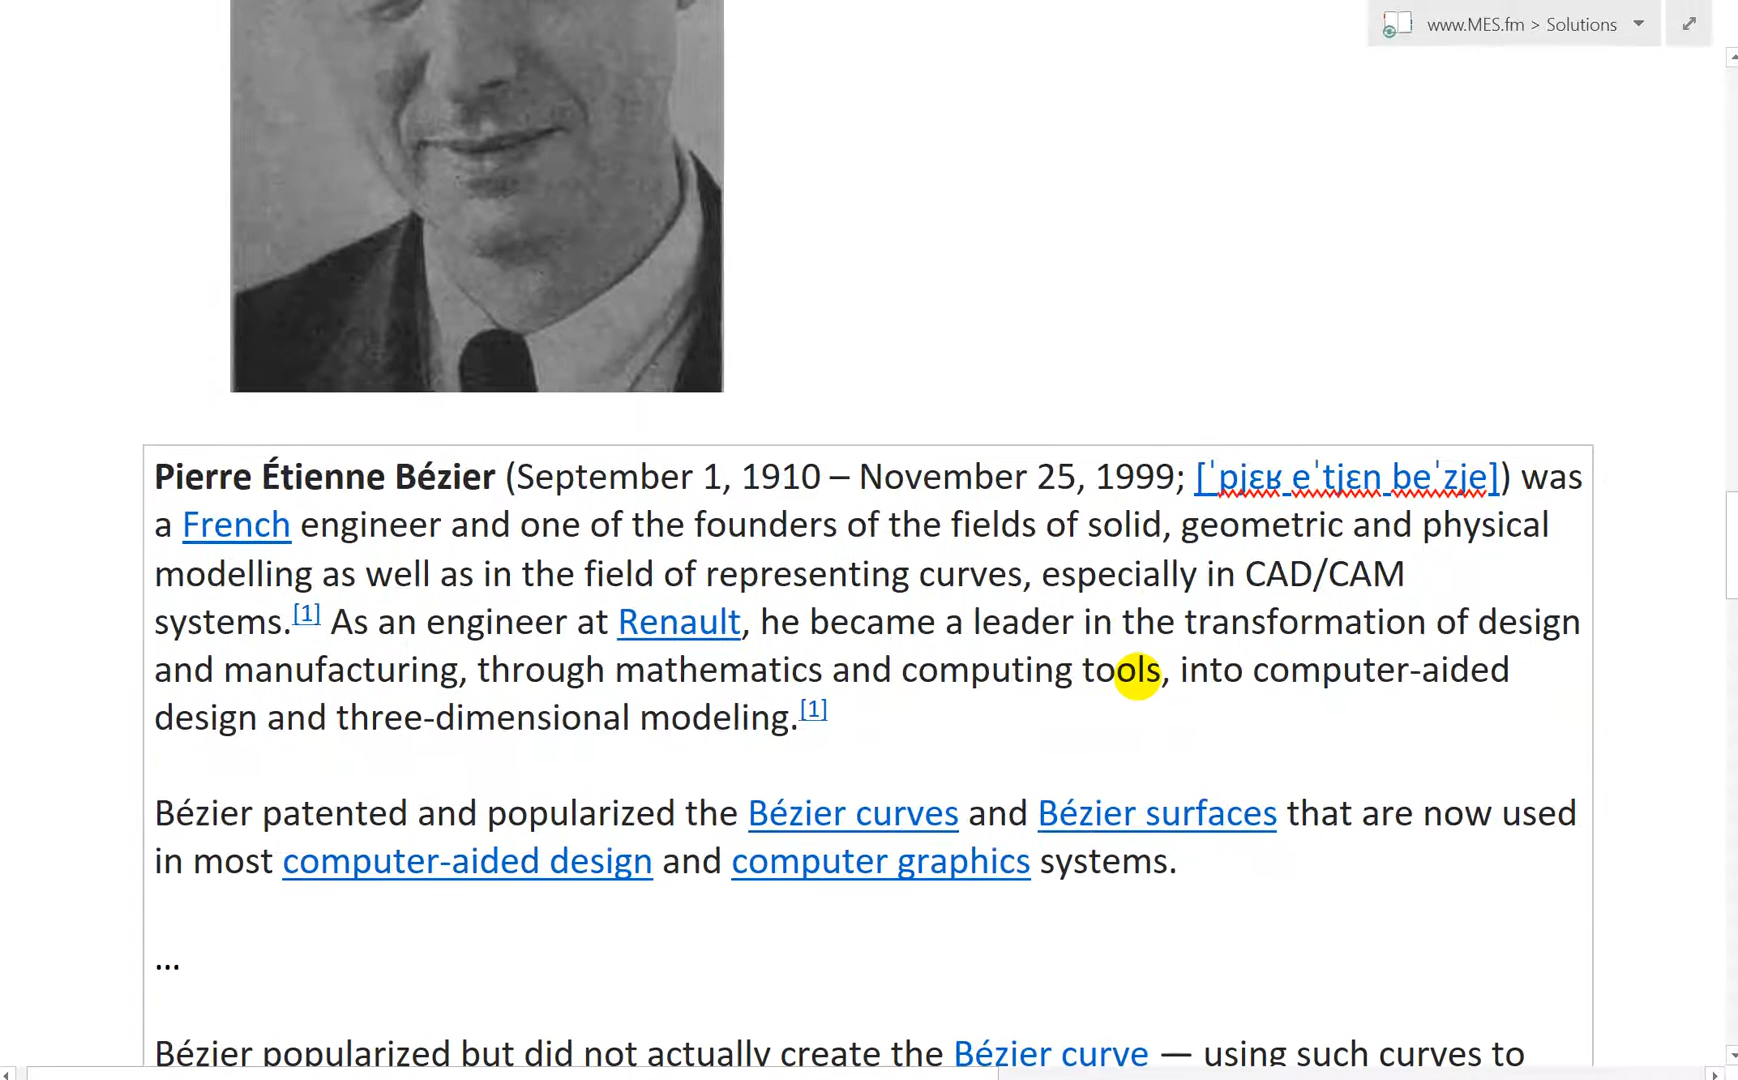 www.MES.fm > Solutions
Pierre Étienne Bézier (September 1, 1910 – November 25, 1999; [ˈpjɛʁ eˈtjɛn beˈzje]) was
a French engineer and one of the founders of the fields of solid, geometric and physical
modelling as well as in the field of representing curves, especially in CAD/CAM
systems.[1] As an engineer at Renault, he became a leader in the transformation of design
and manufacturing, through mathematics and computing tools, into computer-aided
design and three-dimensional modeling.[1]
Bézier patented and popularized the Bézier curves and Bézier surfaces that are now used
in most computer-aided design and computer graphics systems.
...
Bézier popularized but did not actually create the Bézier curve — using such curves to